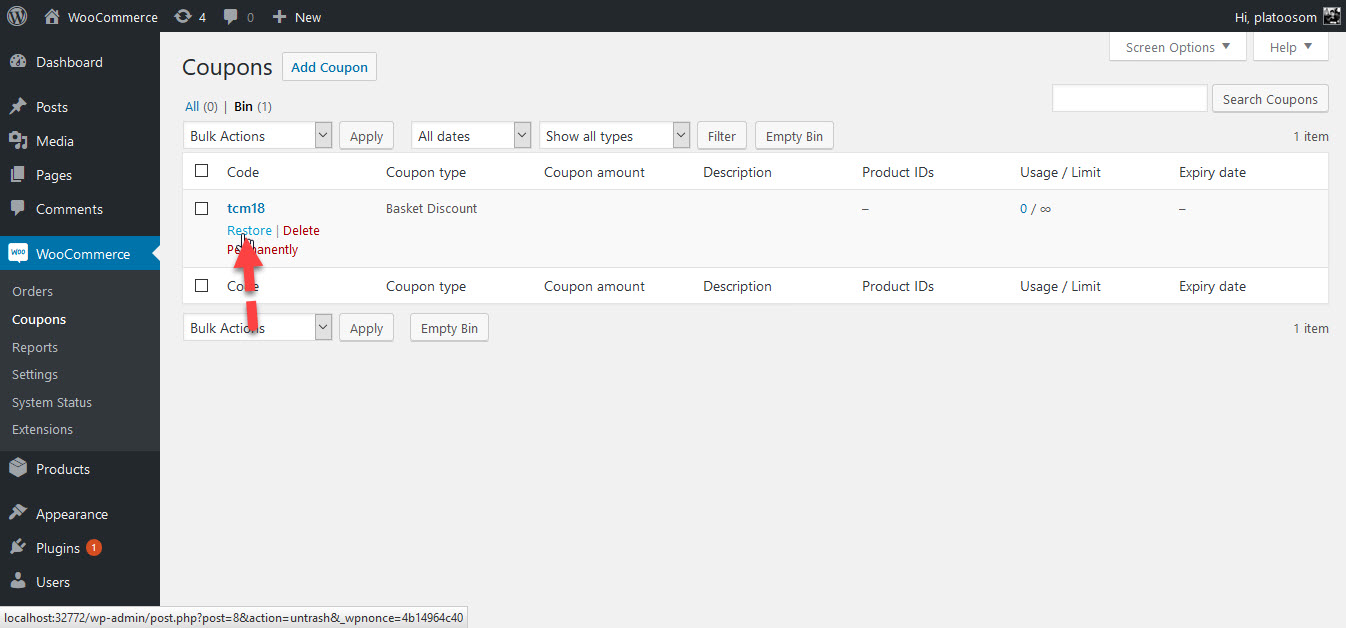 WooCommerce 4 0 New Hi, platoosom
Screen Options ▼ Help ▼
Dashboard
Posts
Media
Pages
Comments
woo WooCommerce
Orders
Coupons
Reports
Settings
System Status
Extensions
Products
Appearance
Plugins 1
Users
Coupons Add Coupon
All (0) | Bin (1)
Search Coupons
Bulk Actions Apply All dates Show all types Filter Empty Bin 1 item
Code Coupon type Coupon amount Description Product IDs Usage / Limit Expiry date
tcm18 Basket Discount – 0 / ∞ –
Restore | Delete
Permanently
Code Coupon type Coupon amount Description Product IDs Usage / Limit Expiry date
Bulk Actions Apply Empty Bin 1 item
localhost:32772/wp-admin/post.php?post=8&action=untrash&_wpnonce=4b14964c40